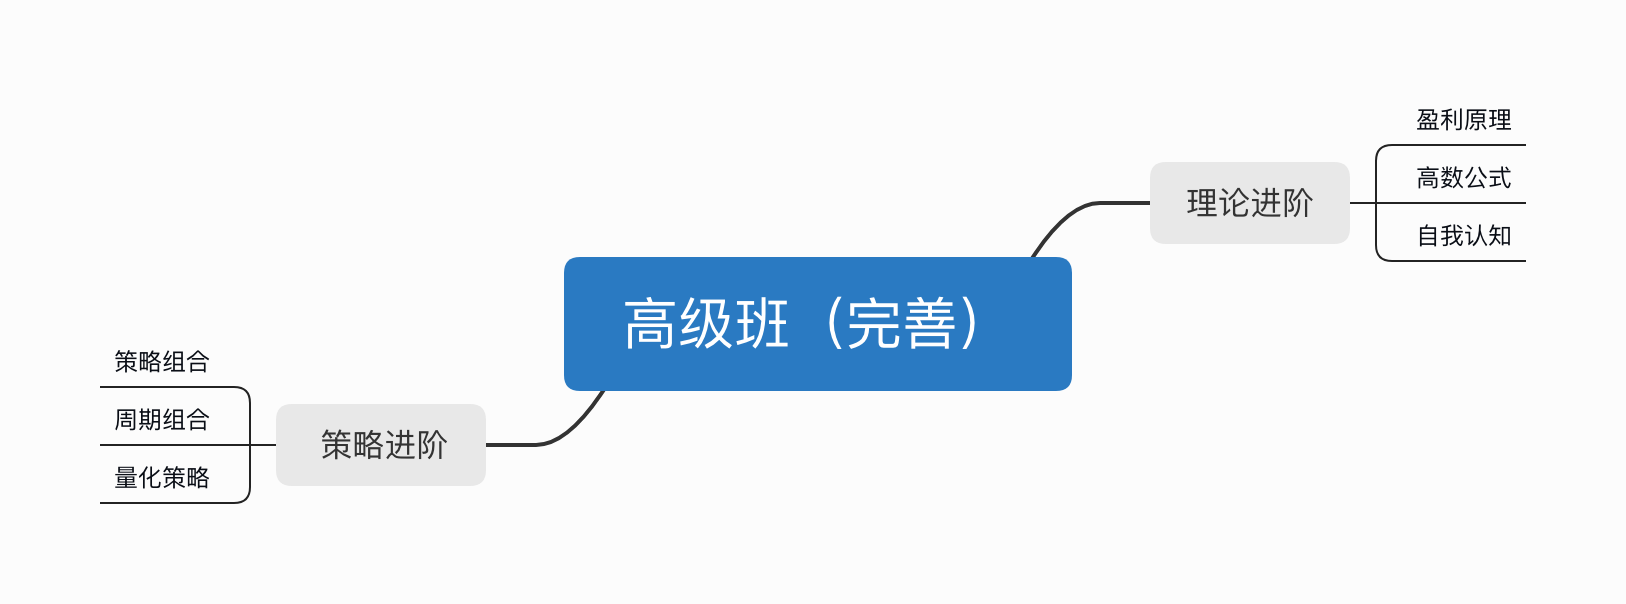 高级班（完善）
理论进阶
盈利原理
高数公式
自我认知
策略进阶
策略组合
周期组合
量化策略